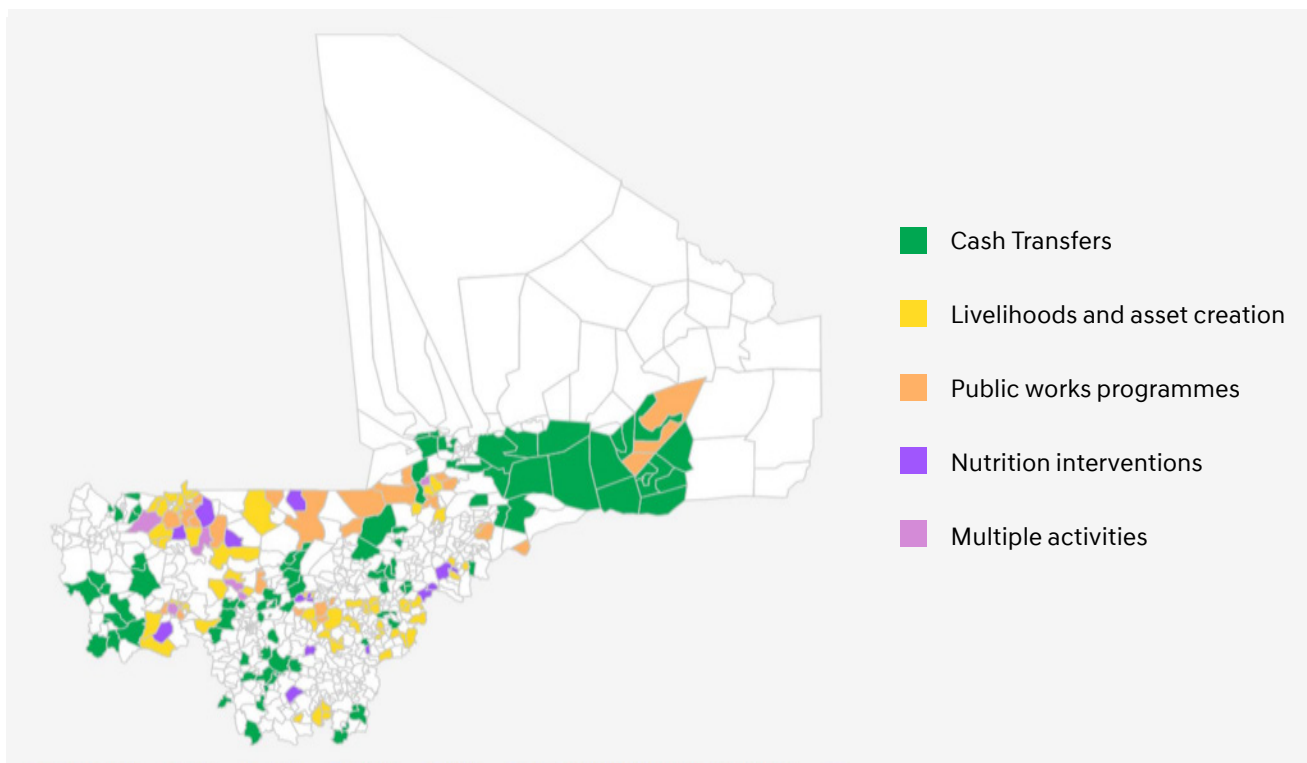 Cash Transfers
Livelihoods and asset creation
Public works programmes
Nutrition interventions
Multiple activities